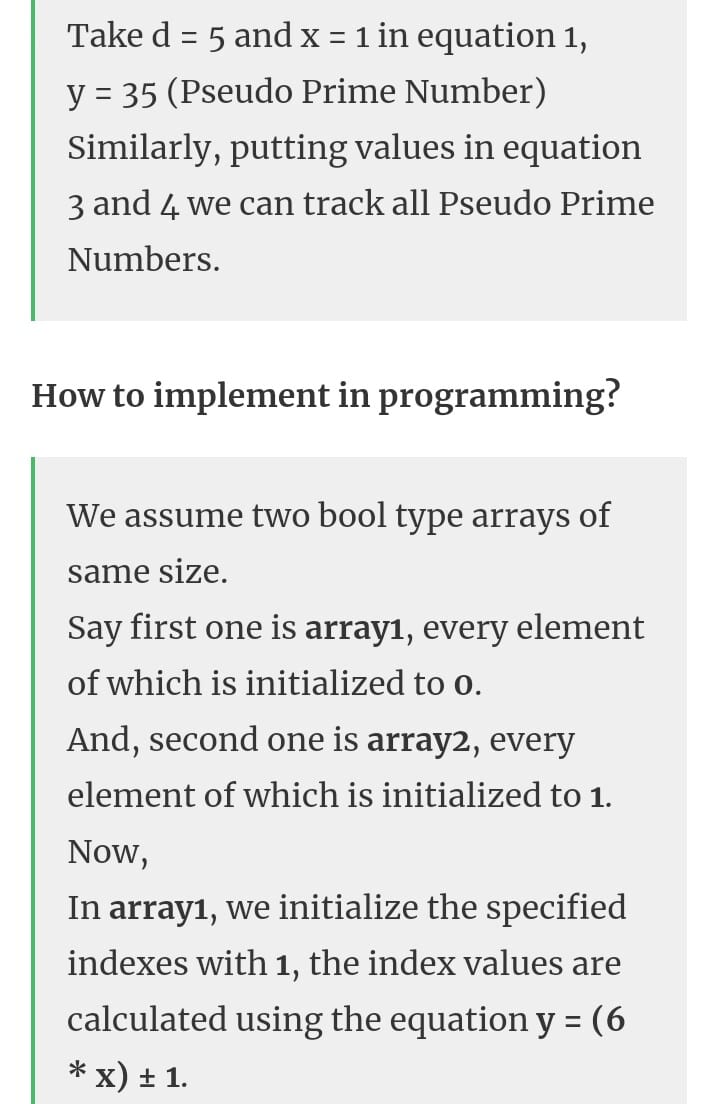 Take d = 5 and x = 1 in equation 1,
y = 35 (Pseudo Prime Number)
Similarly, putting values in equation
3 and 4 we can track all Pseudo Prime
Numbers.
How to implement in programming?
We assume two bool type arrays of
same size.
Say first one is array1, every element
of which is initialized to 0.
And, second one is array2, every
element of which is initialized to 1.
Now,
In array1, we initialize the specified
indexes with 1, the index values are
calculated using the equation y = (6
* x) ± 1.